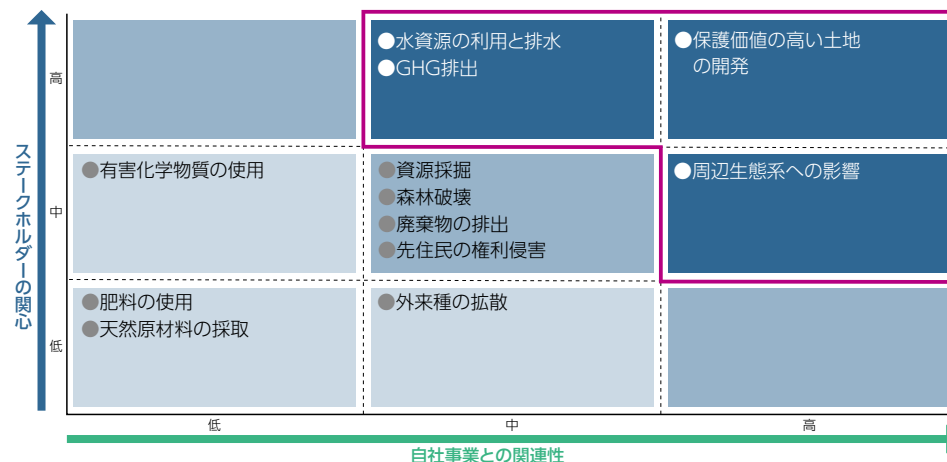 ステークホルダーの関心
高
●水資源の利用と排水
●GHG排出
●保護価値の高い土地
の開発
中
●有害化学物質の使用
●資源採掘
●森林破壊
●廃棄物の排出
●先住民の権利侵害
●周辺生態系への影響
低
●肥料の使用
●天然原材料の採取
●外来種の拡散
低
中
高
自社事業との関連性